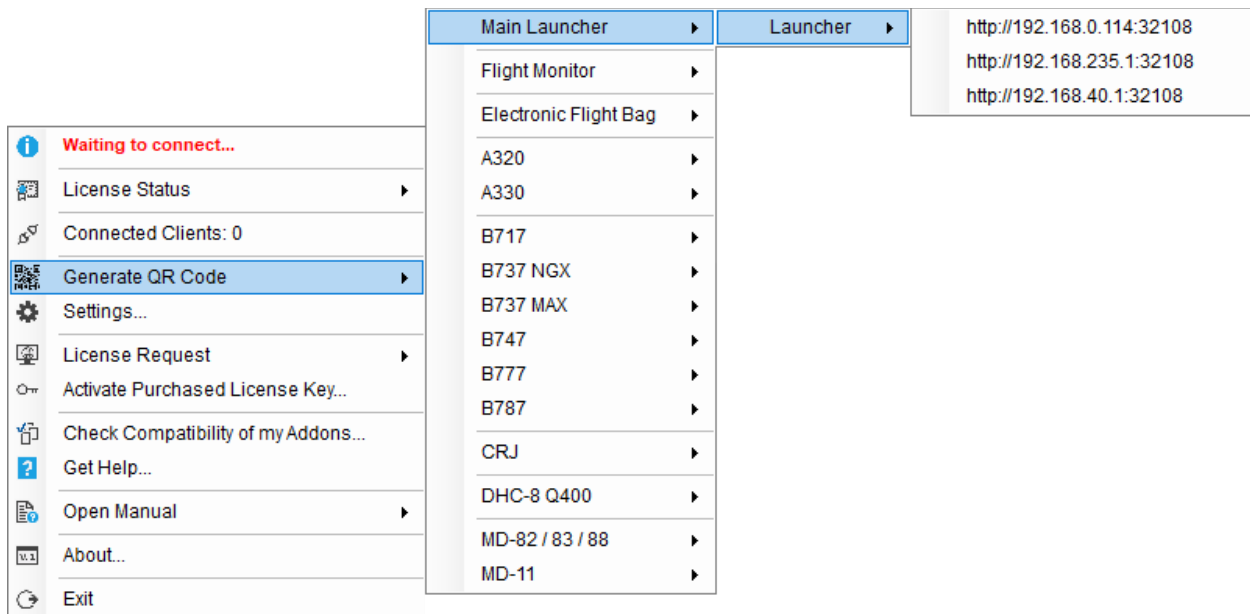 Waiting to connect...
License Status
Connected Clients: 0
Generate QR Code
Settings...
License Request
Activate Purchased License Key...
Check Compatibility of my Addons...
Get Help...
Open Manual
About...
Exit
Main Launcher
Flight Monitor
Electronic Flight Bag
A320
A330
B717
B737 NGX
B737 MAX
B747
B777
B787
CRJ
DHC-8 Q400
MD-82 / 83 / 88
MD-11
Launcher
http://192.168.0.114:32108
http://192.168.235.1:32108
http://192.168.40.1:32108